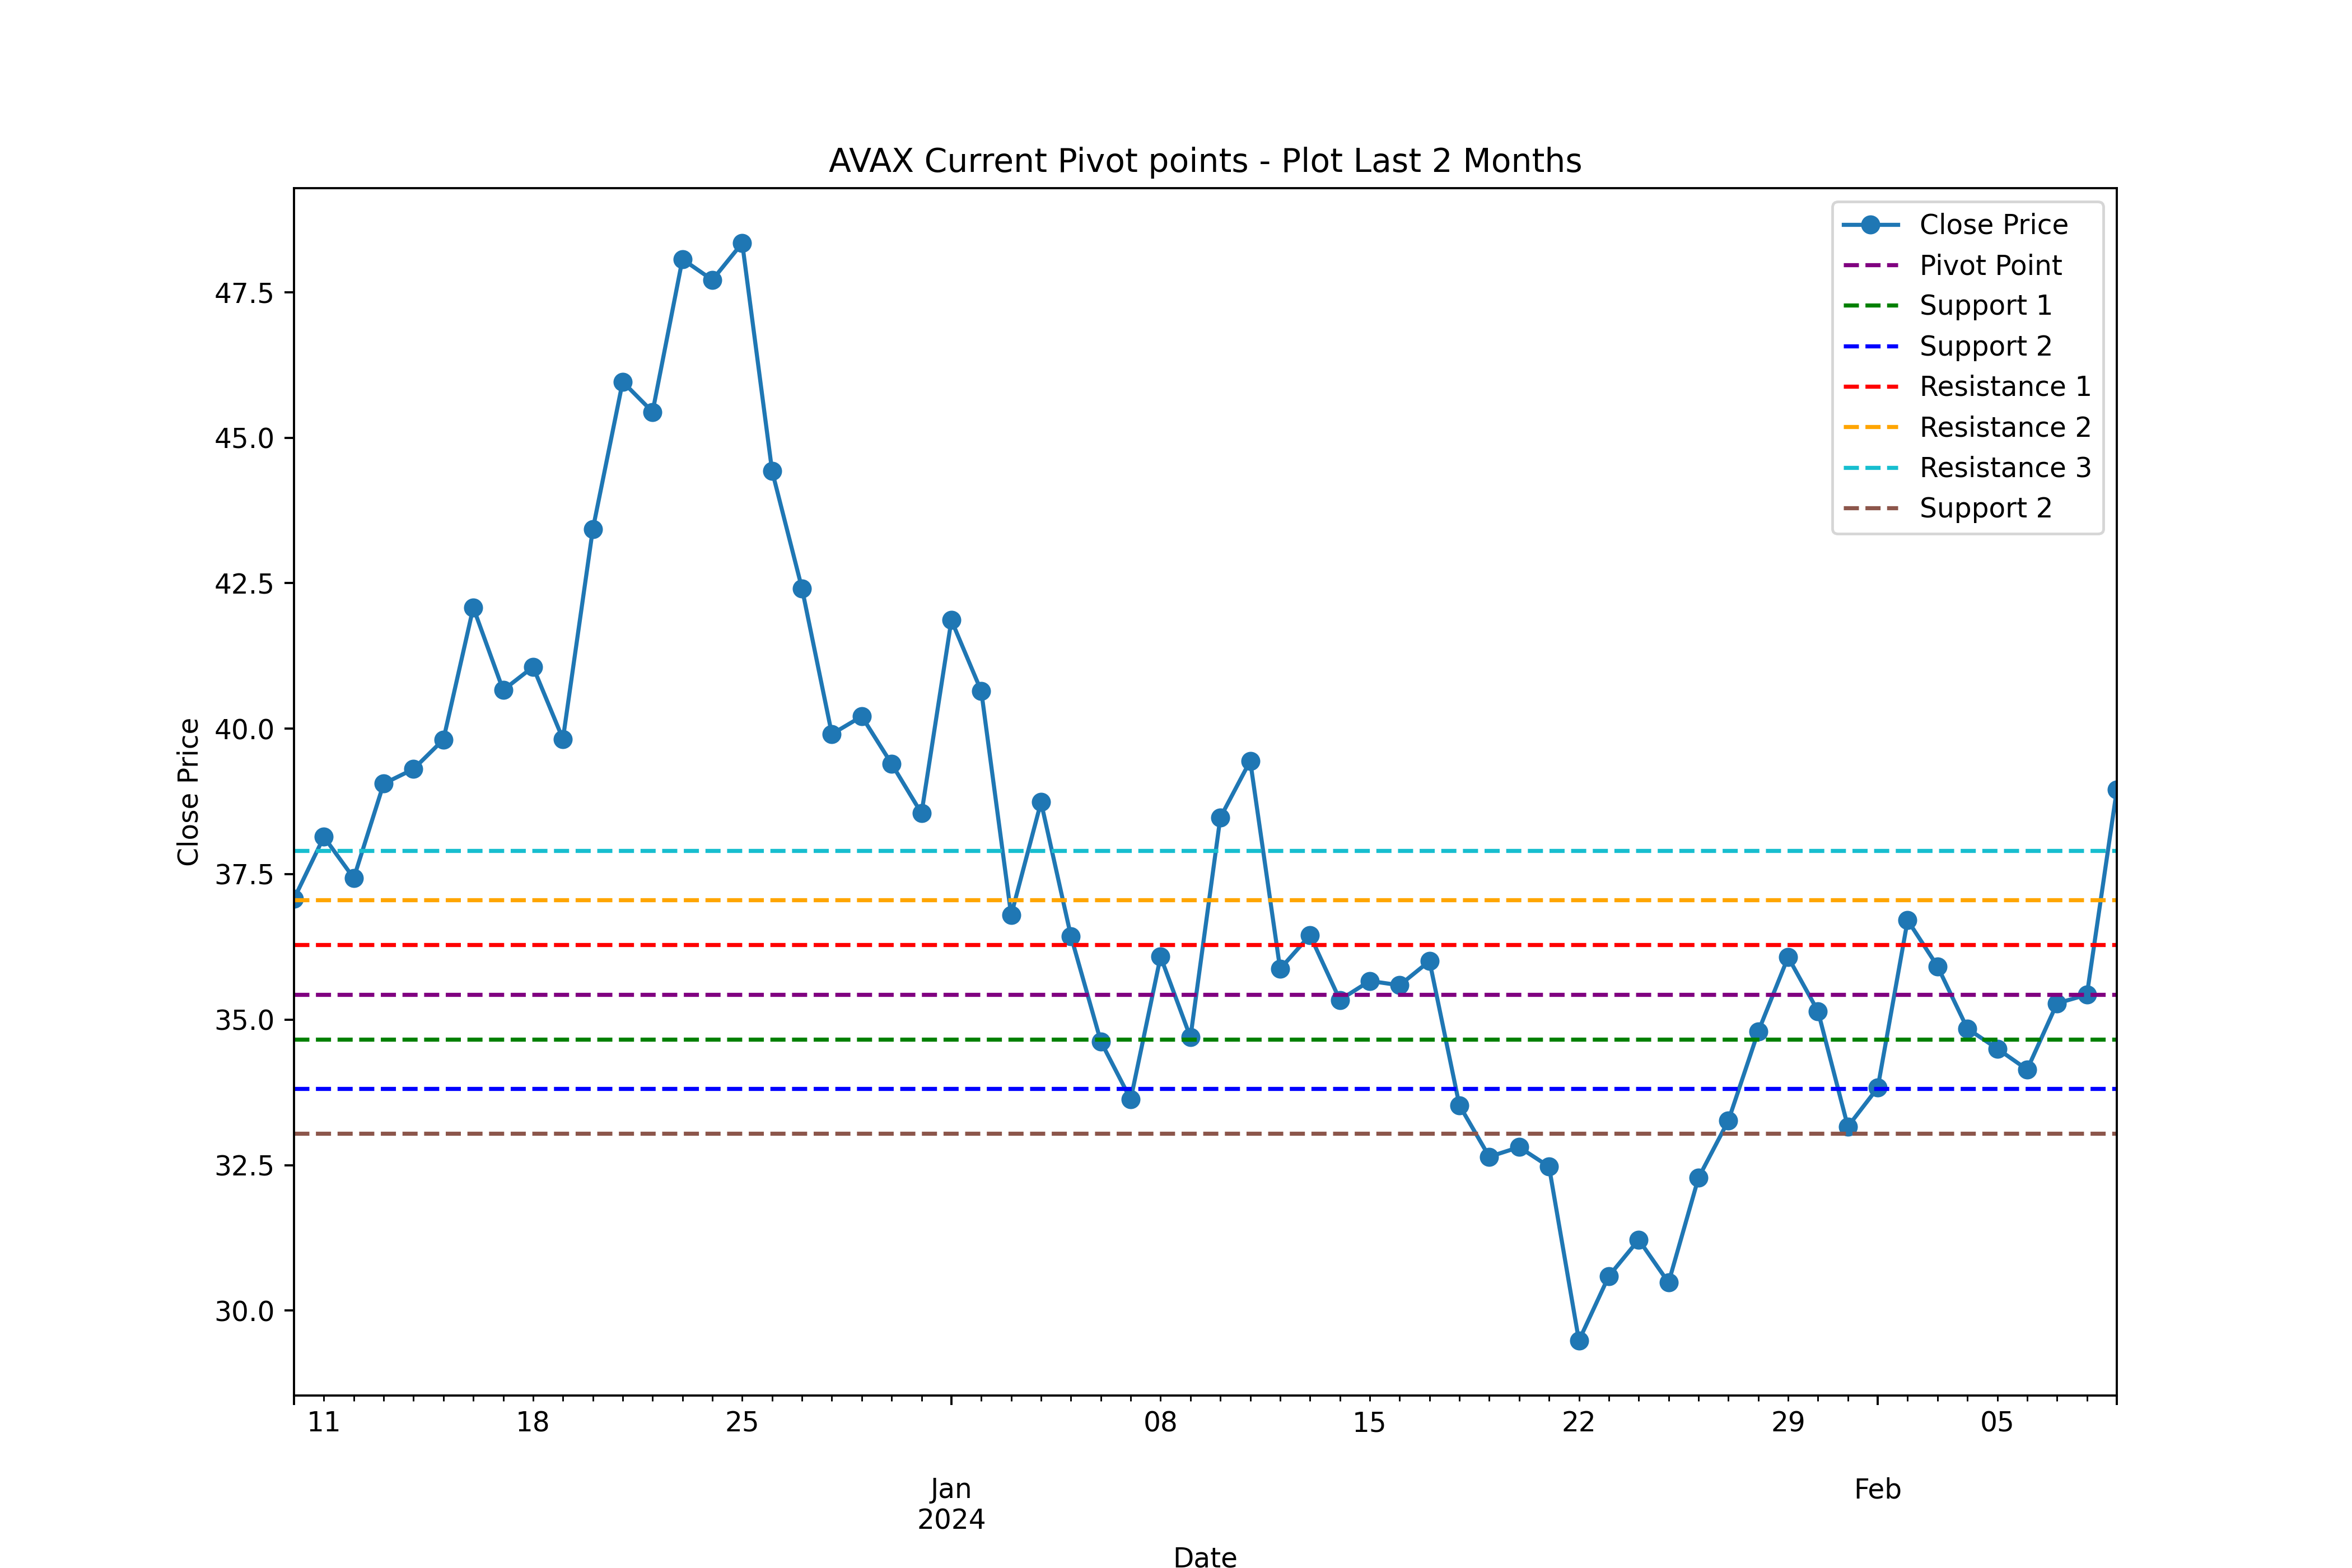 AVAX Current Pivot points - Plot Last 2 Months
Close Price
Pivot Point
Support 1
Support 2
Resistance 1
Resistance 2
Resistance 3
Support 2
Close Price
47.5
45.0
42.5
40.0
37.5
35.0
32.5
30.0
11 18 25 08 15 22 29 05
Jan Feb
2024
Date